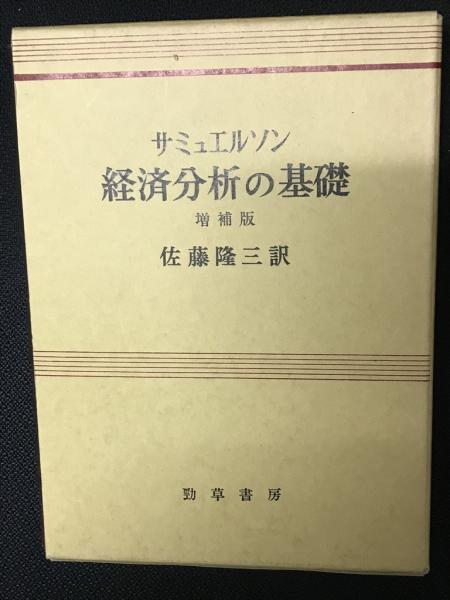 サミュエルソン
経済分析の基礎
増補版
佐藤隆三訳
勁草書房